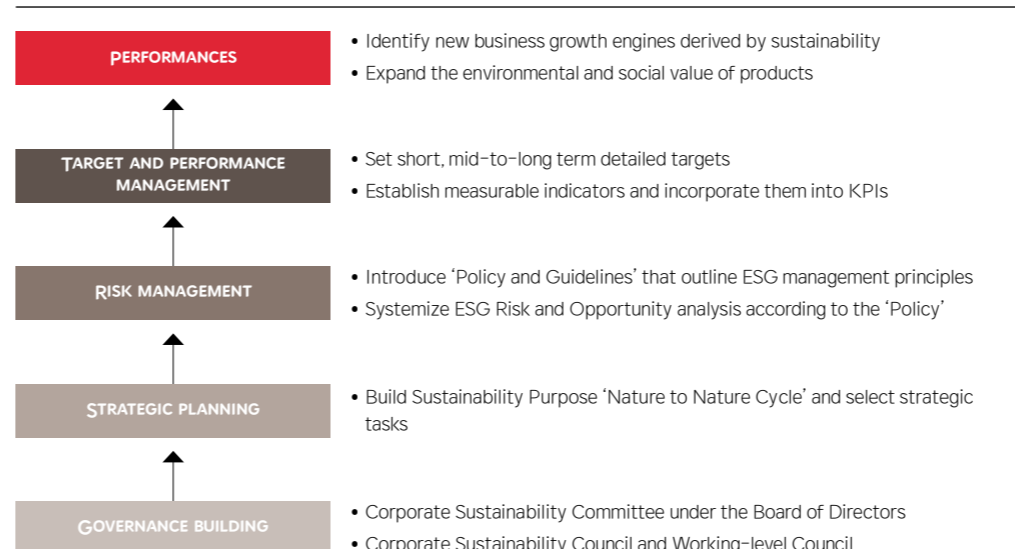 PERFORMANCES
• Identify new business growth engines derived by sustainability
• Expand the environmental and social value of products
TARGET AND PERFORMANCE
MANAGEMENT
• Set short, mid-to-long term detailed targets
• Establish measurable indicators and incorporate them into KPIs
RISK MANAGEMENT
• Introduce ‘Policy and Guidelines’ that outline ESG management principles
• Systemize ESG Risk and Opportunity analysis according to the ‘Policy’
STRATEGIC PLANNING
• Build Sustainability Purpose ‘Nature to Nature Cycle’ and select strategic
tasks
GOVERNANCE BUILDING
• Corporate Sustainability Committee under the Board of Directors
• Corporate Sustainability Council and Working-level Council